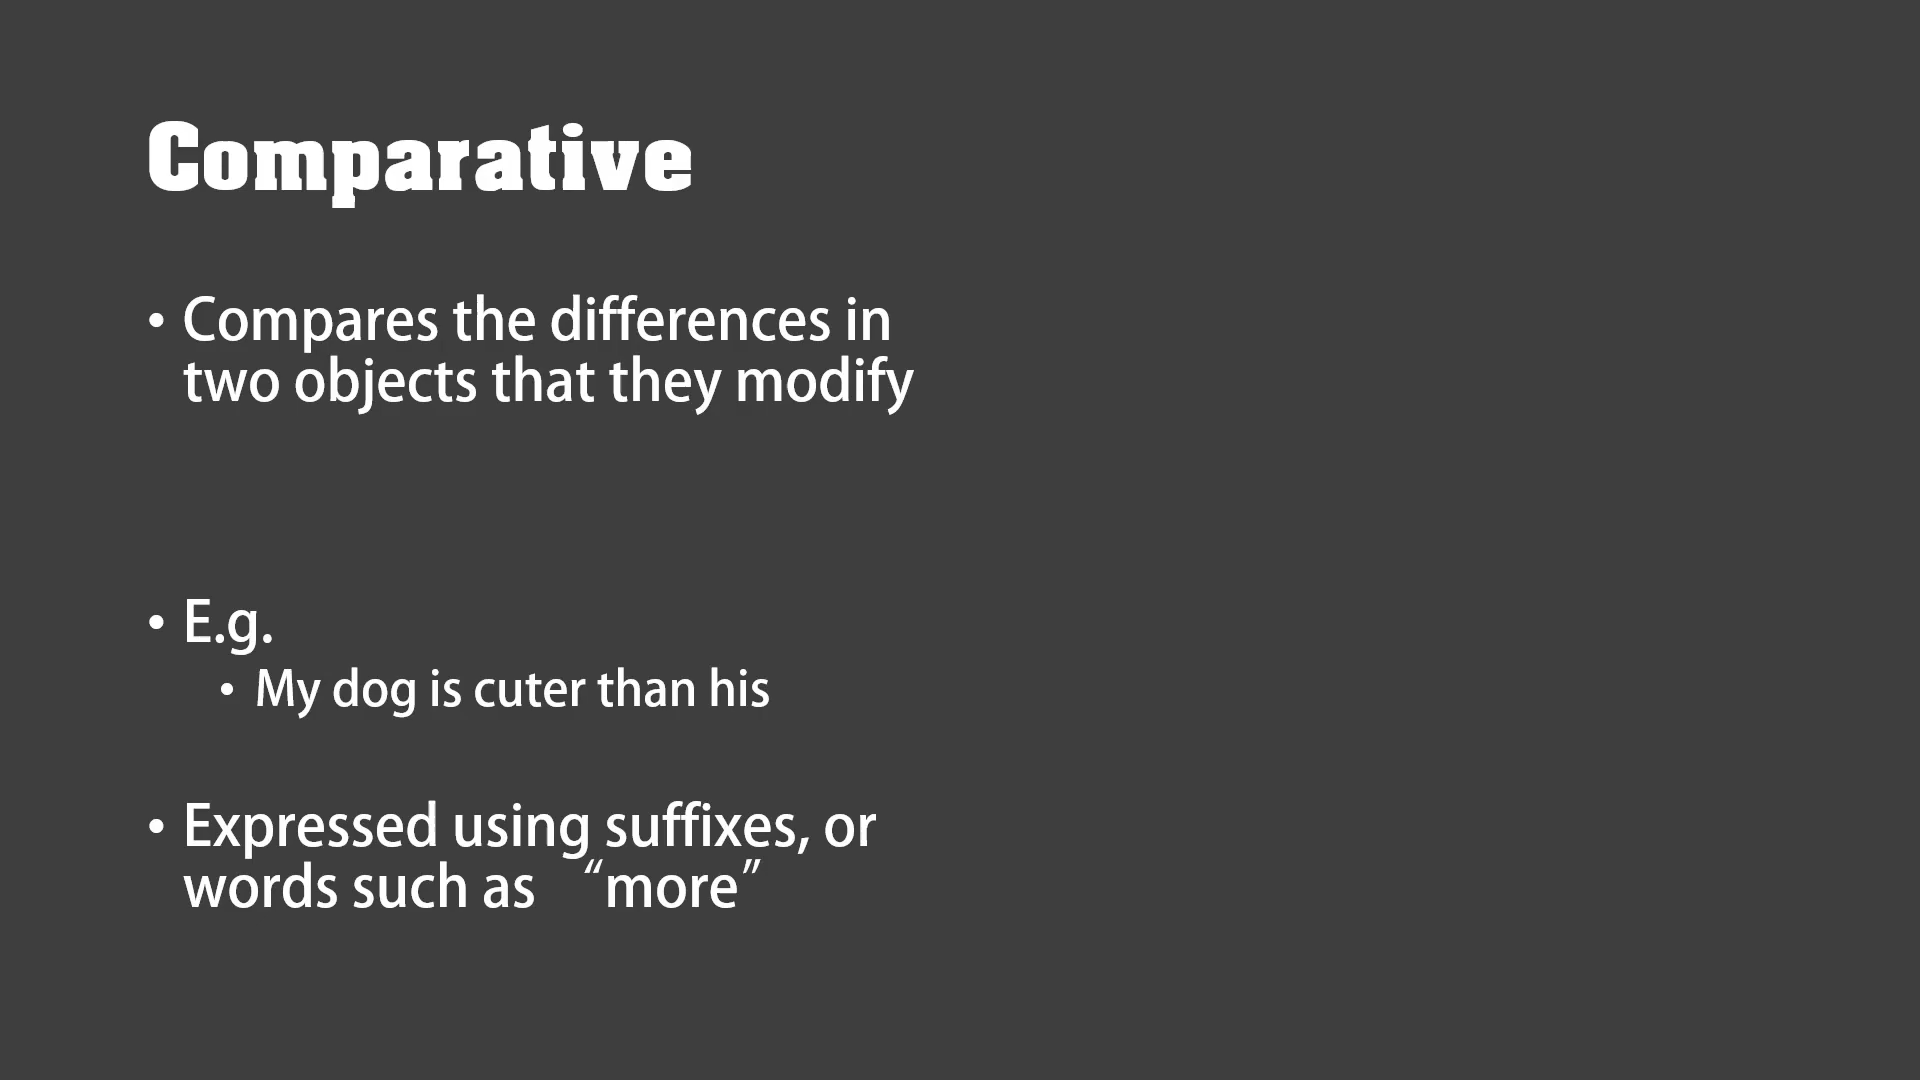 Comparative
• Compares the differences in
two objects that they modify
• E.g.
• My dog is cuter than his
• Expressed using suffixes, or
words such as “more”